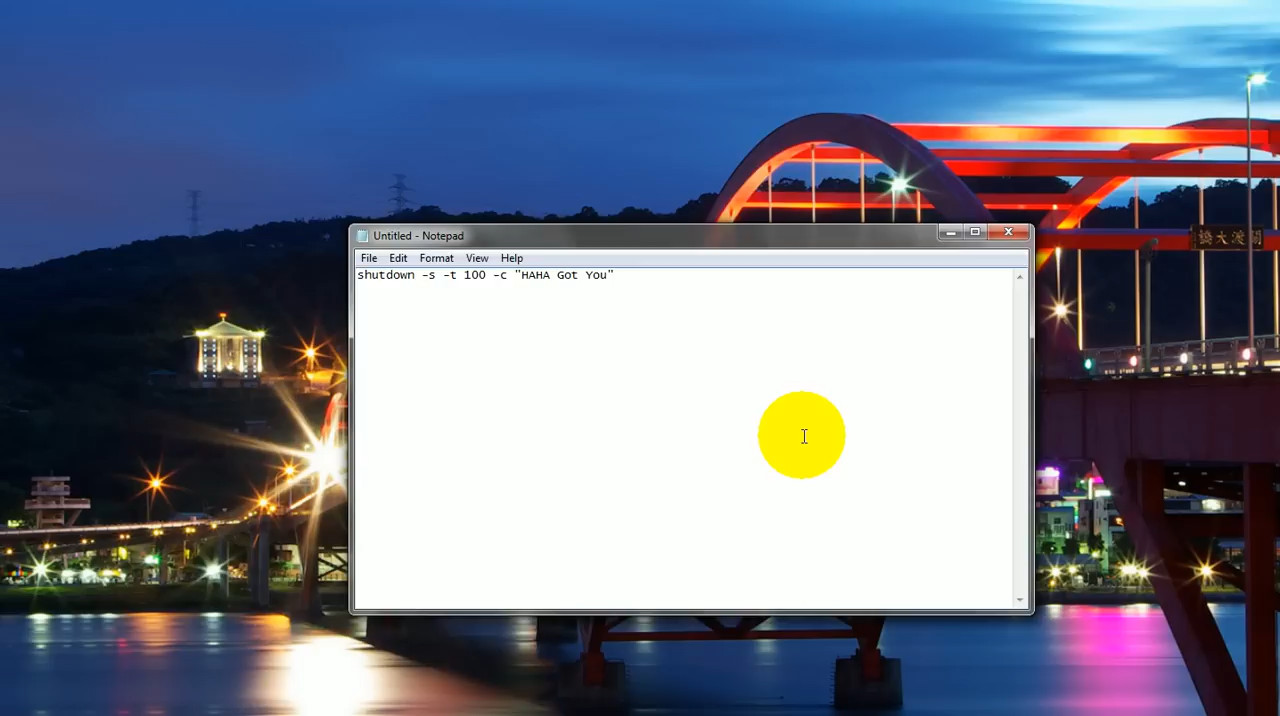 Untitled - Notepad
File Edit Format View Help
shutdown -s -t 100 -c "HAHA Got You"